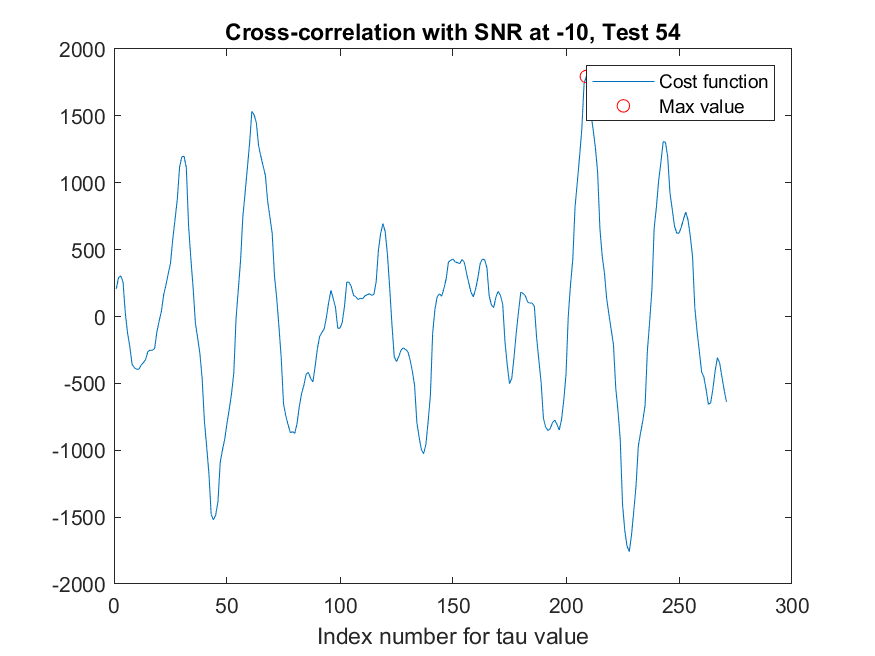 Cross-correlation with SNR at -10, Test 54
2000
1500
1000
500
0
-500
-1000
-1500
-2000
Cost function
Max value
0 50 100 150 200 250 300
Index number for tau value